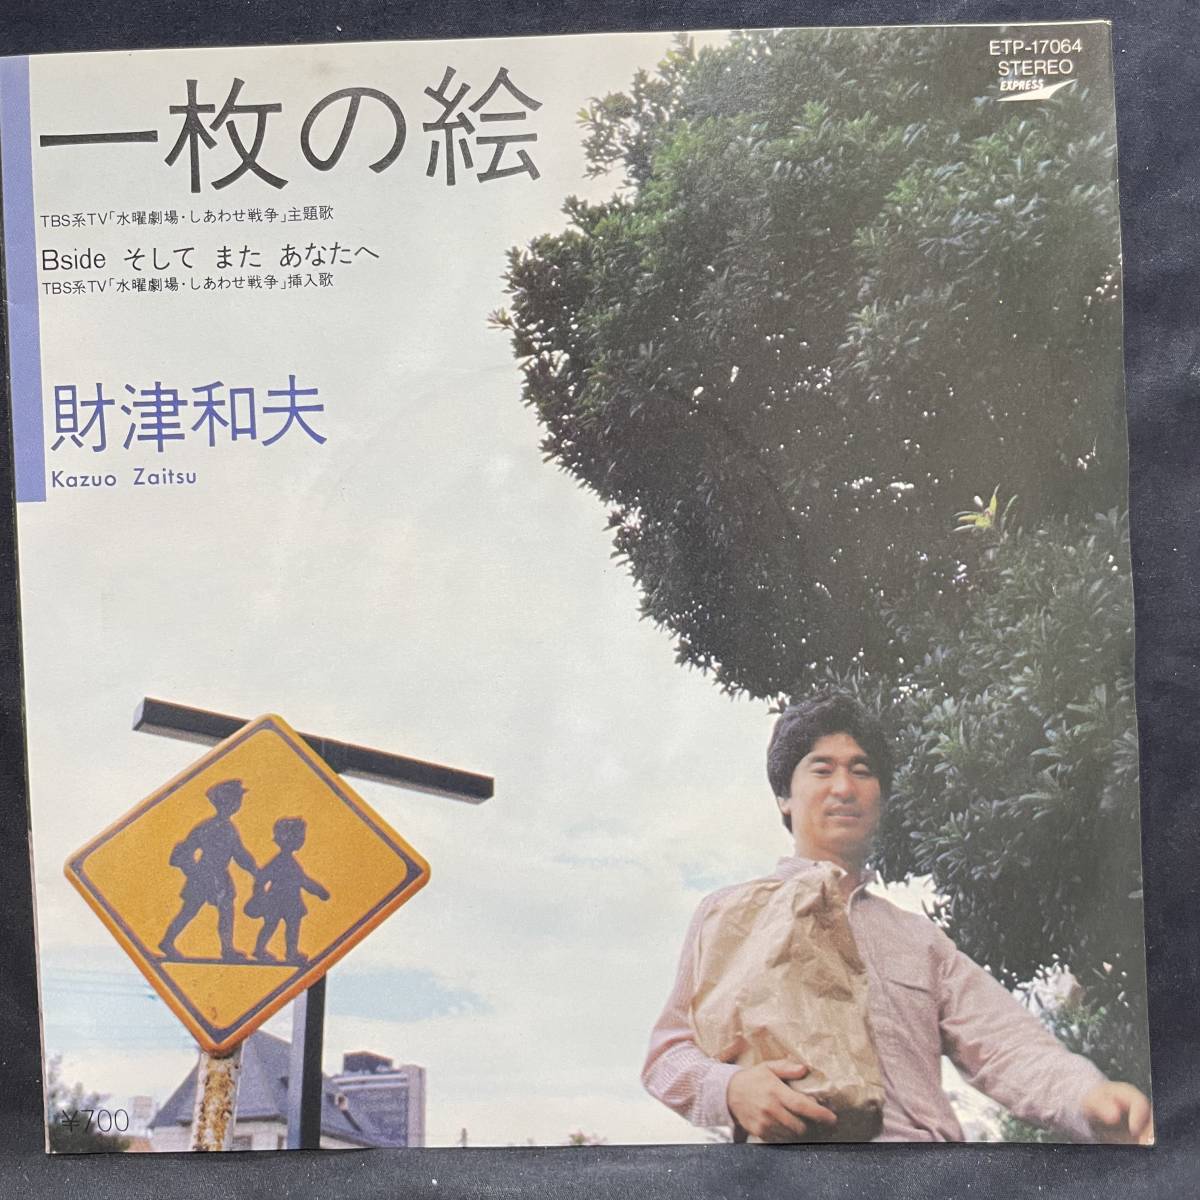 ETP-17064
STEREO
EXPRESS
一枚の絵
TBS系TV「水曜劇場・しあわせ戦争」主題歌
Bside そして また あなたへ
TBS系TV「水曜劇場・しあわせ戦争」挿入歌
財津和夫
Kazuo Zaitsu
¥700